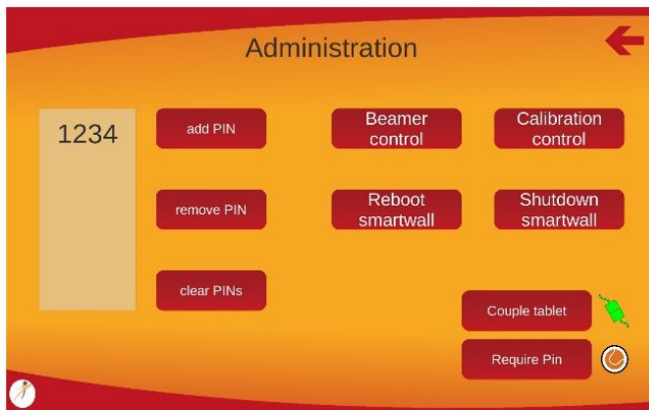 Administration
1234
add PIN
Beamer
control
Calibration
control
remove PIN
Reboot
smartwall
Shutdown
smartwall
clear PINs
Couple tablet
Require Pin